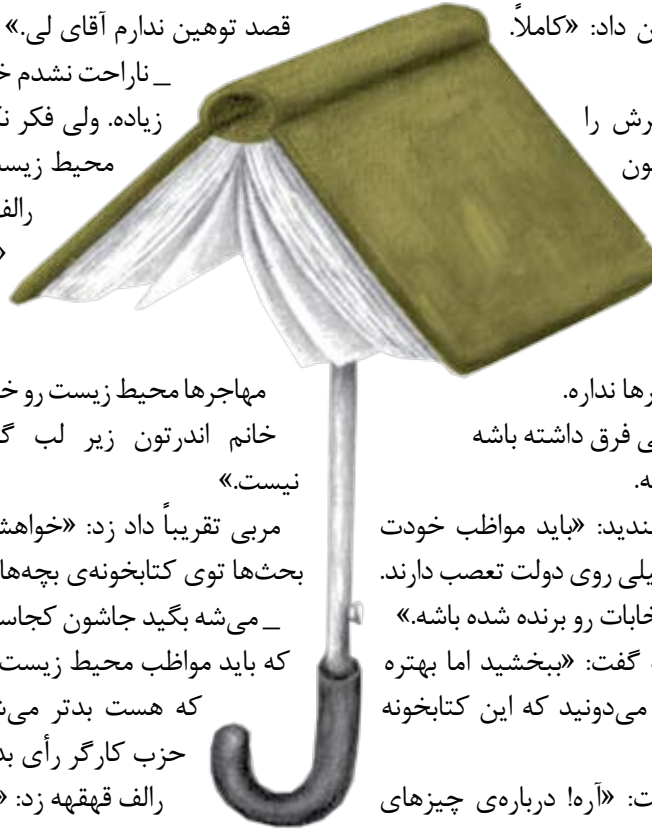 ن داد: «کاملاً.
رش را
ون
رها نداره.
ی فرق داشته باشه
ه.
ندید: «باید مواظب خودت
یلی روی دولت تعصب دارند.
خابات رو برنده شده باشه.»
ه گفت: «ببخشید اما بهتره
می‌دونید که این کتابخونه
ت: «آره! درباره‌ی چیزهای
قصد توهین ندارم آقای لی.»
_ ناراحت نشدم خ
زیاده. ولی فکر نک
محیط زیست
رالف
«
مهاجرها محیط زیست رو خ
خانم اندرتون زیر لب گ
نیست.»
مربی تقریباً داد زد: «خواهش
بحث‌ها توی کتابخونه‌ی بچه‌ها
_ می‌شه بگید جاشون کجاس
که باید مواظب محیط زیست
که هست بدتر می‌ش
حزب کارگر رأی بد
رالف قهقهه زد: «